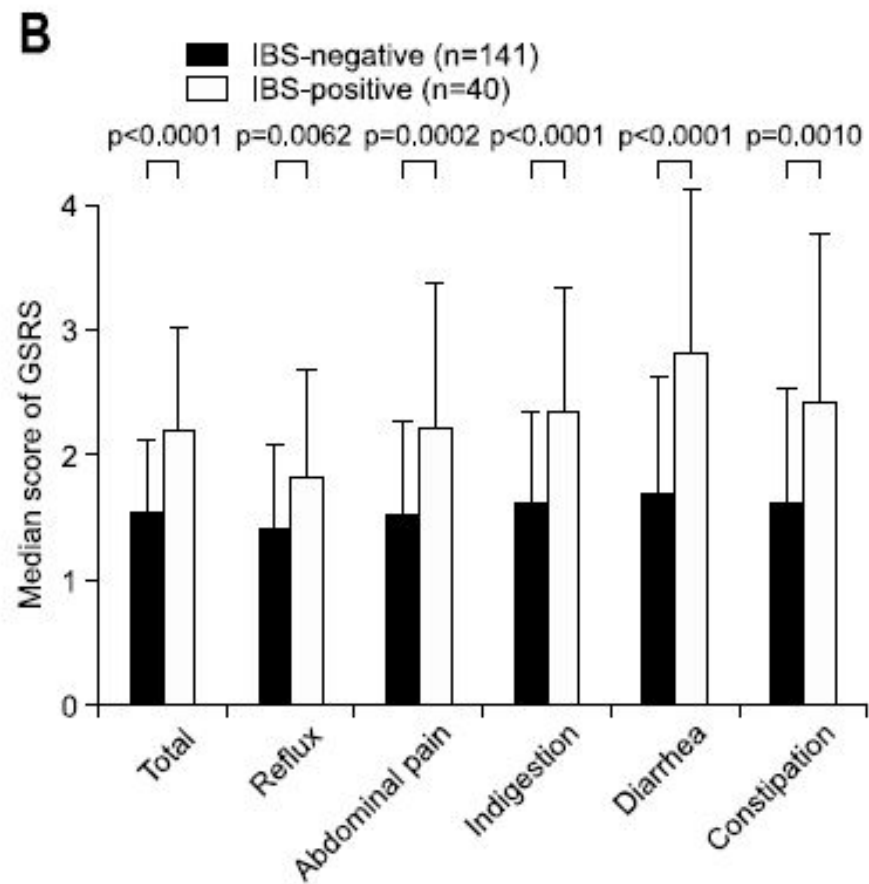 B
IBS-negative (n=141)
IBS-positive (n=40)
p<0.0001 p=0.0062 p=0.0002 p<0.0001 p<0.0001 p=0.0010
Median score of GSRS
4
3
2
1
0
Total Reflux Abdominal pain Indigestion Diarrhea Constipation